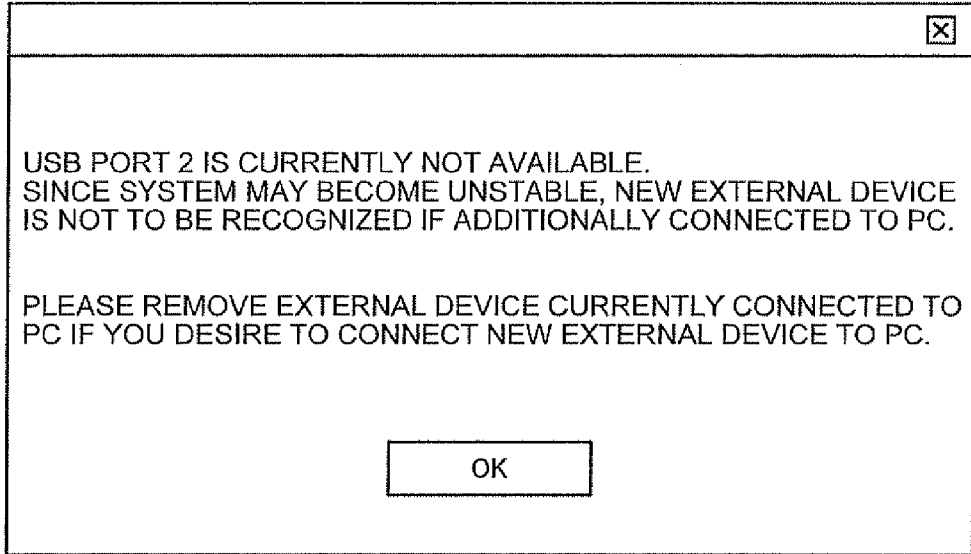 USB PORT 2 IS CURRENTLY NOT AVAILABLE.
SINCE SYSTEM MAY BECOME UNSTABLE, NEW EXTERNAL DEVICE
IS NOT TO BE RECOGNIZED IF ADDITIONALLY CONNECTED TO PC.
PLEASE REMOVE EXTERNAL DEVICE CURRENTLY CONNECTED TO
PC IF YOU DESIRE TO CONNECT NEW EXTERNAL DEVICE TO PC.
OK